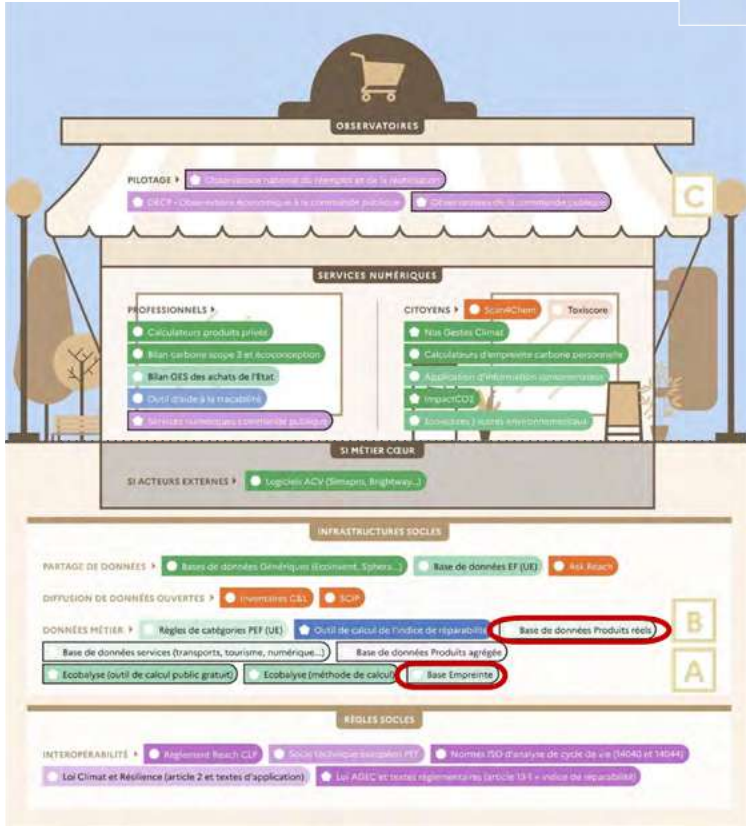 OBSERVATOIRES
PILOTAGE Observatoire national du réemploi et de la réutilisation
DECP - Observatoire économique de la commande publique Observatoires de la commande publique
C
SERVICES NUMÉRIQUES
PROFESSIONNELS CITOYENS Scan4Chem Toxiscore
Calculateurs produits privés Nos Gestes Climat
Bilan carbone scope 3 et écoconception Calculateurs d'empreinte carbone personnelle
Bilan GES des achats de l'Etat Application d'information consommateur
Outil d'aide à la traçabilité ImpactCO2
Services numériques commande publique Ecoscores / autres environnementaux
SI MÉTIER CŒUR
SI ACTEURS EXTERNES Logiciels ACV (Simapro, Brightway...)
INFRASTRUCTURES SOCLES
PARTAGE DE DONNÉES Bases de données Génériques (Ecoinvent, Sphera...) Base de données EF (UE) Ask Reach
DIFFUSION DE DONNÉES OUVERTES Inventaires C&L SCIP
DONNÉES MÉTIER Règles de catégories PEF (UE) Outil de calcul de l'indice de réparabilité Base de données Produits réels
B
Base de données services (transports, tourisme, numérique...) Base de données Produits agrégée
Ecobalyse (outil de calcul public gratuit) Ecobalyse (méthode de calcul) Base Empreinte
A
RÈGLES SOCLES
INTEROPÉRABILITÉ Règlement Reach CLP Socle technique européen PEF Normes ISO d'analyse de cycle de vie (14040 et 14044)
Loi Climat et Résilience (article 2 et textes d'application) Loi AGEC et textes réglementaires (article 13-1 + indice de réparabilité)